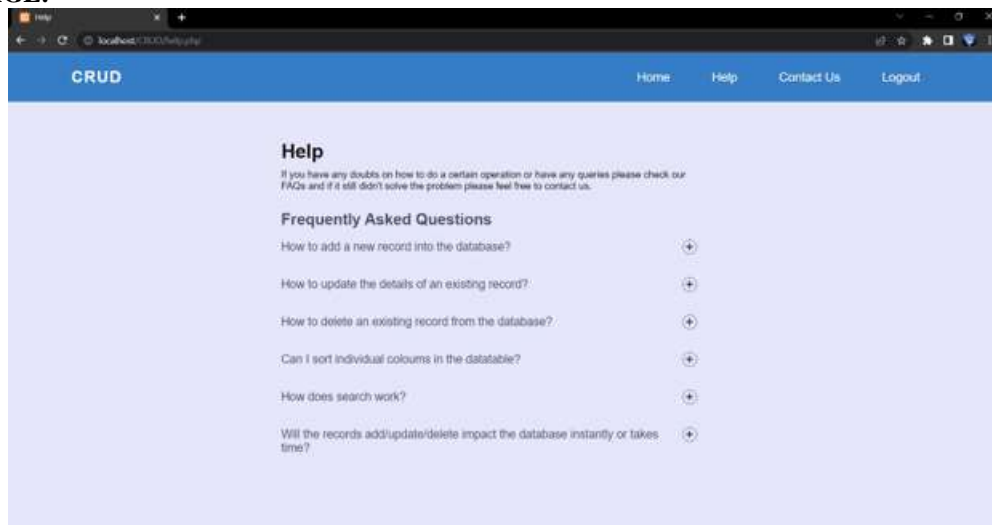 Help
localhost/CRUD/help.php
CRUD
Home Help Contact Us Logout
Help
If you have any doubts on how to do a certain operation or have any queries please check our
FAQs and if it still didn't solve the problem please feel free to contact us.
Frequently Asked Questions
How to add a new record into the database?
How to update the details of an existing record?
How to delete an existing record from the database?
Can I sort individual coloums in the datatable?
How does search work?
Will the records add/update/delete impact the database instantly or takes
time?